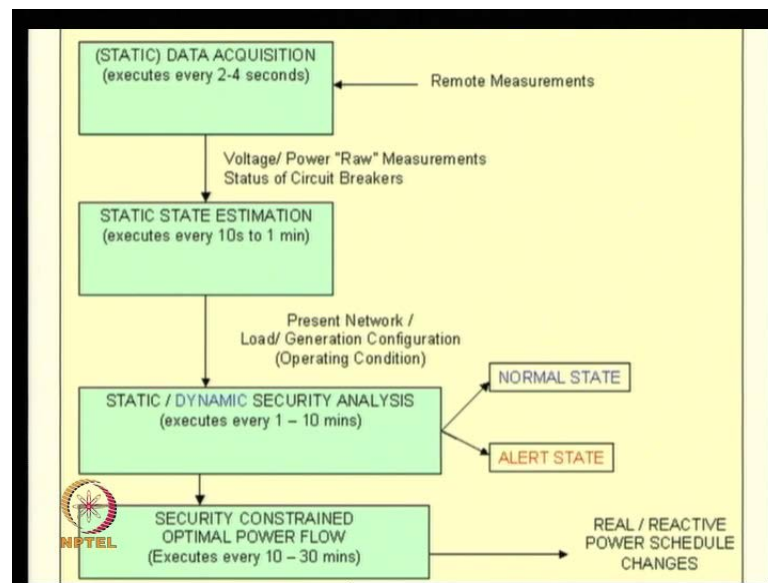 (STATIC) DATA ACQUISITION
(executes every 2-4 seconds)
Remote Measurements
Voltage/ Power "Raw" Measurements
Status of Circuit Breakers
STATIC STATE ESTIMATION
(executes every 10s to 1 min)
Present Network /
Load/ Generation Configuration
(Operating Condition)
STATIC / DYNAMIC SECURITY ANALYSIS
(executes every 1 – 10 mins)
NORMAL STATE
ALERT STATE
SECURITY CONSTRAINED
OPTIMAL POWER FLOW
(Executes every 10 – 30 mins)
REAL / REACTIVE
POWER SCHEDULE
CHANGES
NPTEL